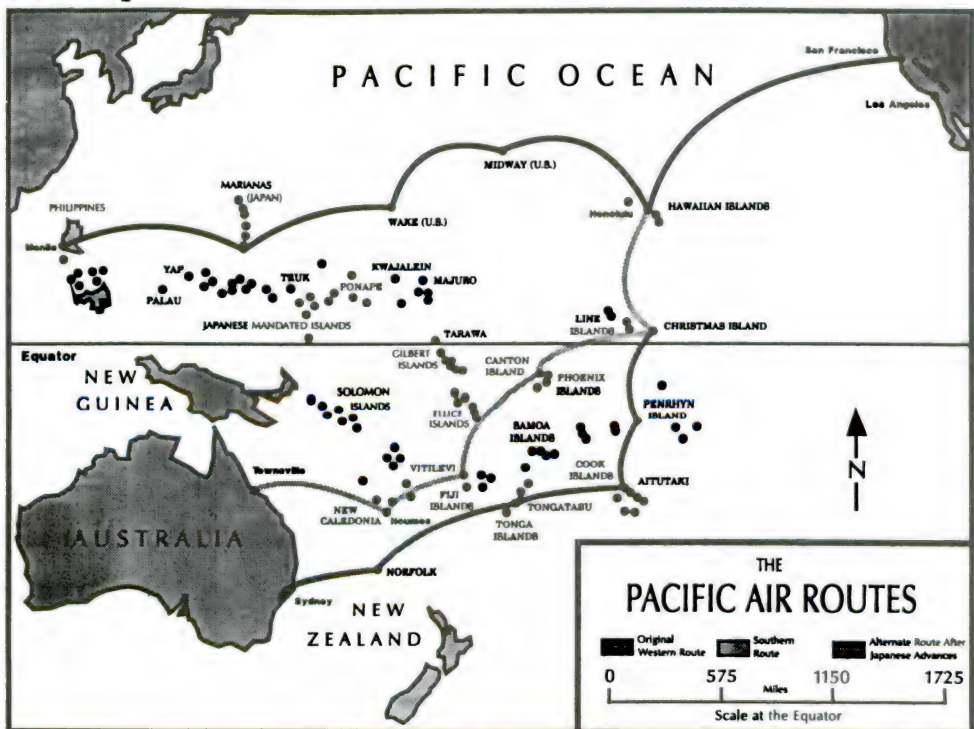 PACIFIC OCEAN
San Francisco
Los Angeles
MIDWAY (U.S.)
MARIANAS
(JAPAN)
PHILIPPINES
Manila
WAKE (U.S.)
Honolulu
HAWAIIAN ISLANDS
YAP
PALAU
TRUK
PONAPE
KWAJALEIN
MAJURO
JAPANESE MANDATED ISLANDS
LINE
ISLANDS
CHRISTMAS ISLAND
TARAWA
Equator
GILBERT
ISLANDS
CANTON
ISLAND
PHOENIX
ISLANDS
NEW
GUINEA
SOLOMON
ISLANDS
ELLICE
ISLANDS
PENRHYN
ISLAND
SAMOA
ISLANDS
N
Townsville
VITILEVI
COOK
ISLANDS
AITUTAKI
FIJI
ISLANDS
NEW
CALEDONIA
Noumea
TONGATABU
TONGA
ISLANDS
AUSTRALIA
NORFOLK
Sydney
NEW
ZEALAND
THE
PACIFIC AIR ROUTES
Original
Western Route
Southern
Route
Alternate Route After
Japanese Advances
0 575 1150 1725
Miles
Scale at the Equator